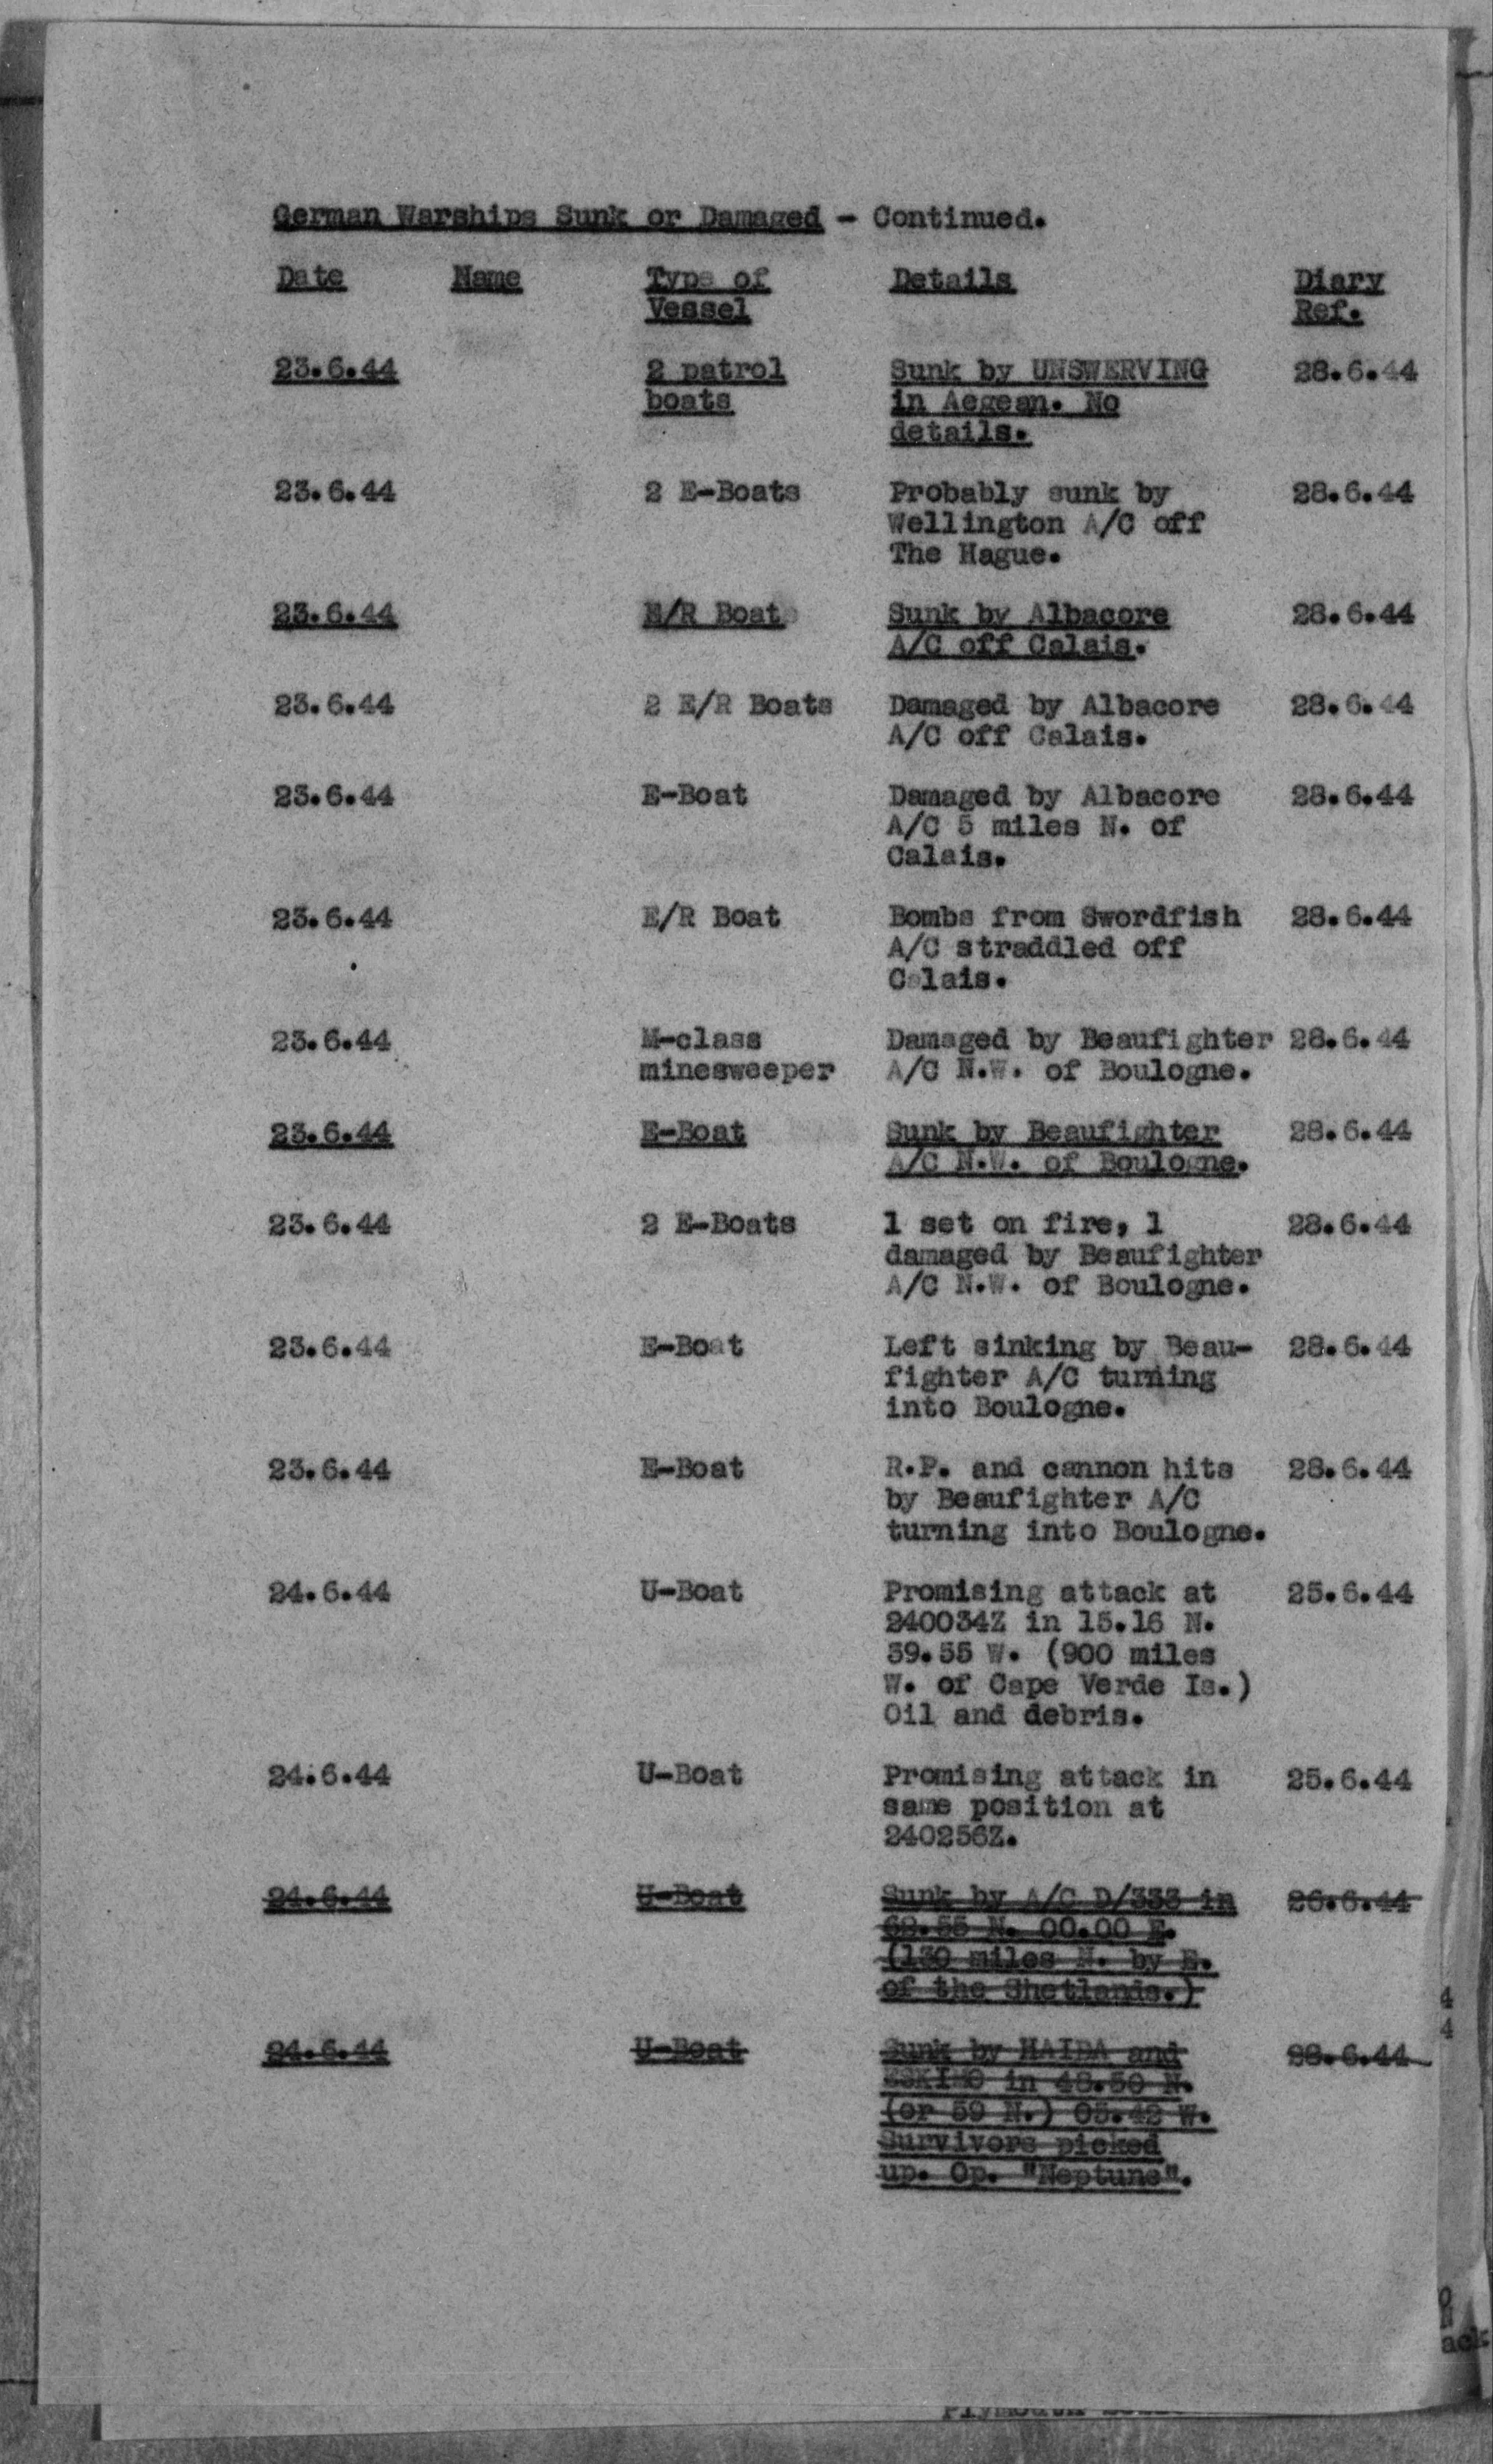 German Warships Sunk or Damaged - Continued.
Date Name Type of Vessel Details Diary Ref.
23.6.44 2 patrol Sunk by UNSWERVING 28.6.44
boats in Aegean. No
details.
23.6.44 2 E-Boats Probably sunk by 28.6.44
Wellington A/C off
The Hague.
23.6.44 E/R Boat Sunk by Albacore 28.6.44
A/C off Calais.
23.6.44 2 E/R Boats Damaged by Albacore 28.6.44
A/C off Calais.
23.6.44 E-Boat Damaged by Albacore 28.6.44
A/C 5 miles N. of
Calais.
23.6.44 E/R Boat Bombs from Swordfish 28.6.44
A/C straddled off
Calais.
23.6.44 M-class Damaged by Beaufighter 28.6.44
minesweeper A/C N.W. of Boulogne.
23.6.44 E-Boat Sunk by Beaufighter 28.6.44
A/C N.W. of Boulogne.
23.6.44 2 E-Boats 1 set on fire, 1 28.6.44
damaged by Beaufighter
A/C N.W. of Boulogne.
23.6.44 E-Boat Left sinking by Beau- 28.6.44
fighter A/C turning
into Boulogne.
23.6.44 E-Boat R.P. and cannon hits 28.6.44
by Beaufighter A/C
turning into Boulogne.
24.6.44 U-Boat Promising attack at 25.6.44
240034Z in 15.16 N.
39.55 W. (900 miles
W. of Cape Verde Is.)
Oil and debris.
24.6.44 U-Boat Promising attack in 25.6.44
same position at
240256Z.
24.6.44 U-Boat Sunk by A/C D/333 in 26.6.44
62.55 N. 00.00 E.
(130 miles N. by E.
of the Shetlands.)
24.6.44 U-Boat Sunk by HAIDA and 28.6.44
ESKIMO in 48.50 N.
(or 59 N.) 05.42 W.
Survivors picked
up. Op. "Neptune".
4
4
ack